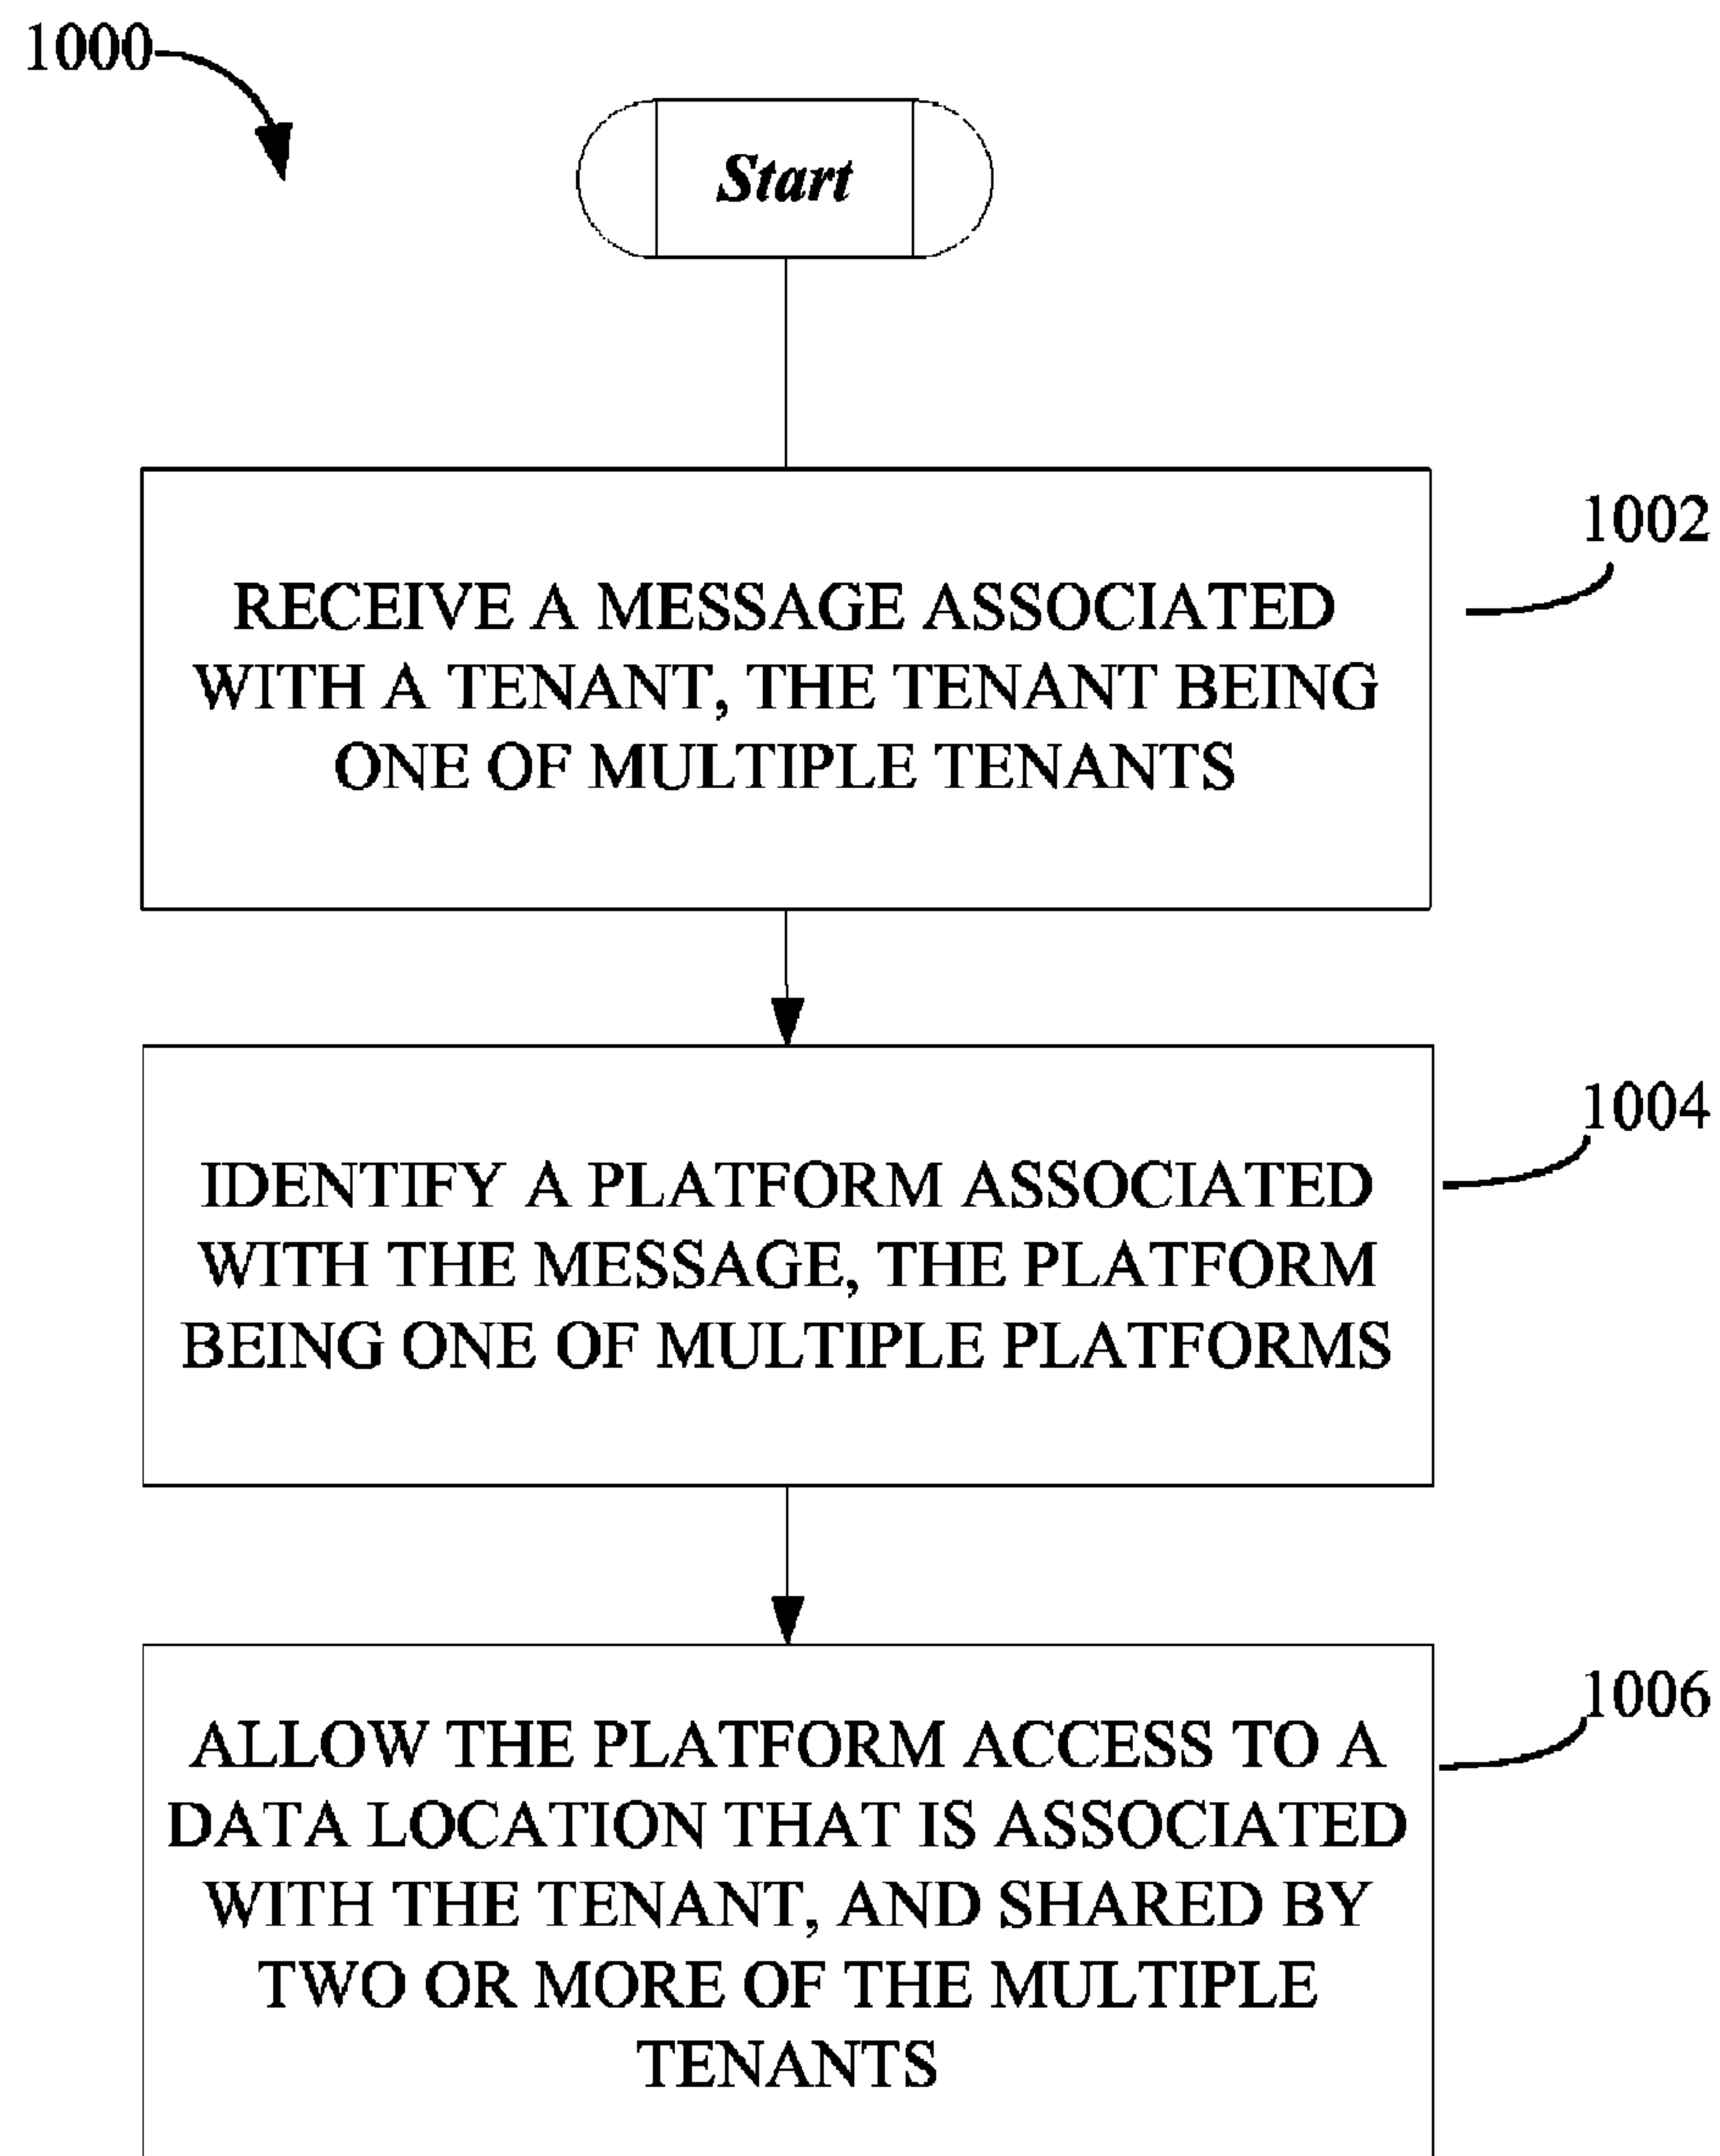 1000
Start
1002
RECEIVE A MESSAGE ASSOCIATED
WITH A TENANT, THE TENANT BEING
ONE OF MULTIPLE TENANTS
1004
IDENTIFY A PLATFORM ASSOCIATED
WITH THE MESSAGE, THE PLATFORM
BEING ONE OF MULTIPLE PLATFORMS
1006
ALLOW THE PLATFORM ACCESS TO A
DATA LOCATION THAT IS ASSOCIATED
WITH THE TENANT, AND SHARED BY
TWO OR MORE OF THE MULTIPLE
TENANTS